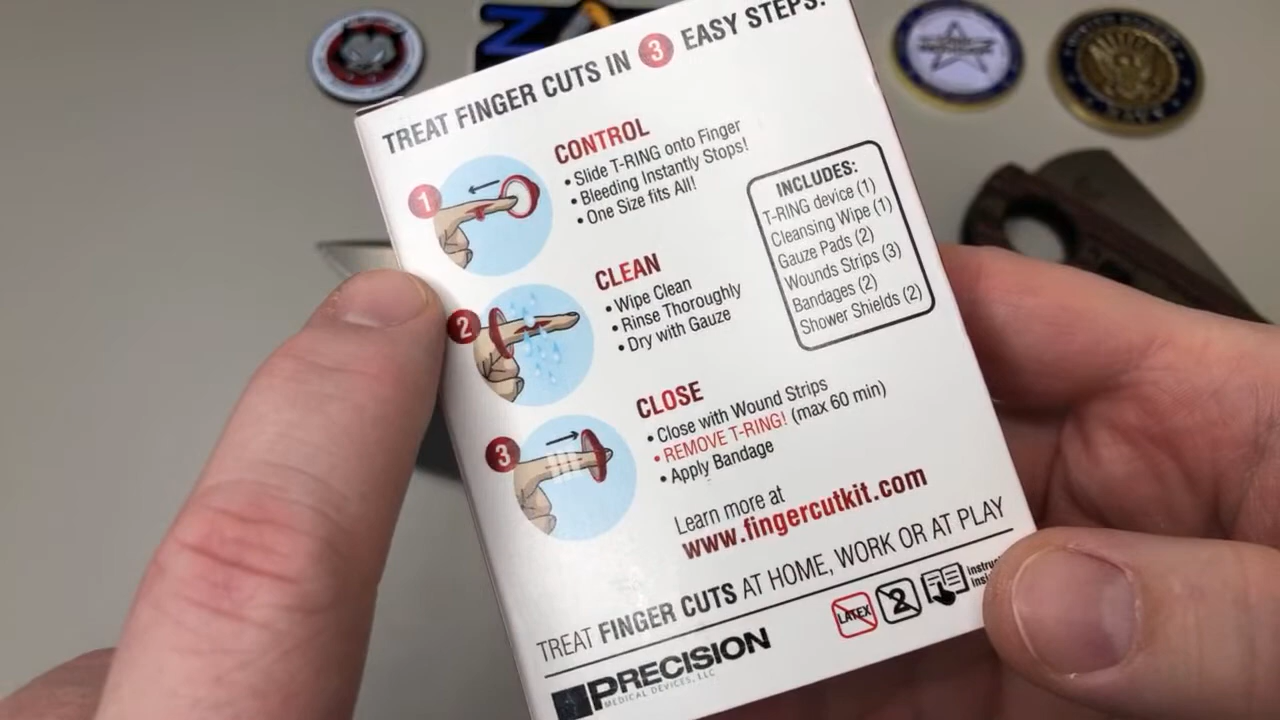 TREAT FINGER CUTS IN 3 EASY STEPS:
CONTROL
1
• Slide T-RING onto Finger
• Bleeding Instantly Stops!
• One Size fits All!
INCLUDES:
T-RING device (1)
Cleansing Wipe (1)
Gauze Pads (2)
Wounds Strips (3)
Bandages (2)
Shower Shields (2)
CLEAN
2
• Wipe Clean
• Rinse Thoroughly
• Dry with Gauze
CLOSE
3
• Close with Wound Strips
• REMOVE T-RING! (max 60 min)
• Apply Bandage
Learn more at
www.fingercutkit.com
TREAT FINGER CUTS AT HOME, WORK OR AT PLAY
LATEX
2
PRECISION
MEDICAL DEVICES, LLC